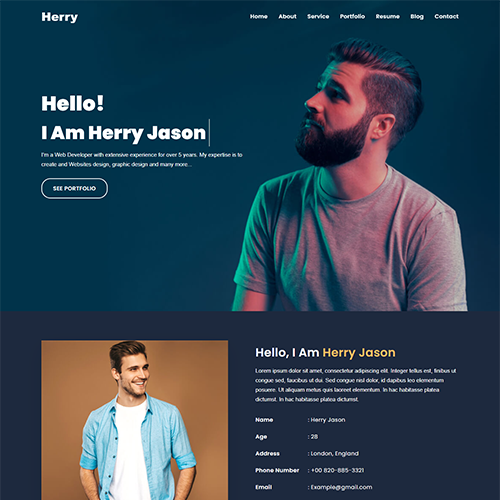 Herry
Home About Service Portfolio Resume Blog Contact
Hello!
I Am Herry Jason
I'm a Web Developer with extensive experience for over 5 years. My expertise is to
create and Websites design, graphic design and many more...
SEE PORTFOLIO
Hello, I Am Herry Jason
Lorem ipsum dolor sit amet, consectetur adipiscing elit. Integer tellus est, finibus ut
congue sed, faucibus ut dui. Sed congue nisl dolor, id dapibus leo elementum
posuere. Ut aliquam metus quis laoreet elementum. In hac habitasse platea
dictumst. In hac habitasse platea dictumst.
Name : Herry Jason
Age : 28
Address : London, England
Phone Number : +00 820-885-3321
Email : Example@gmail.com